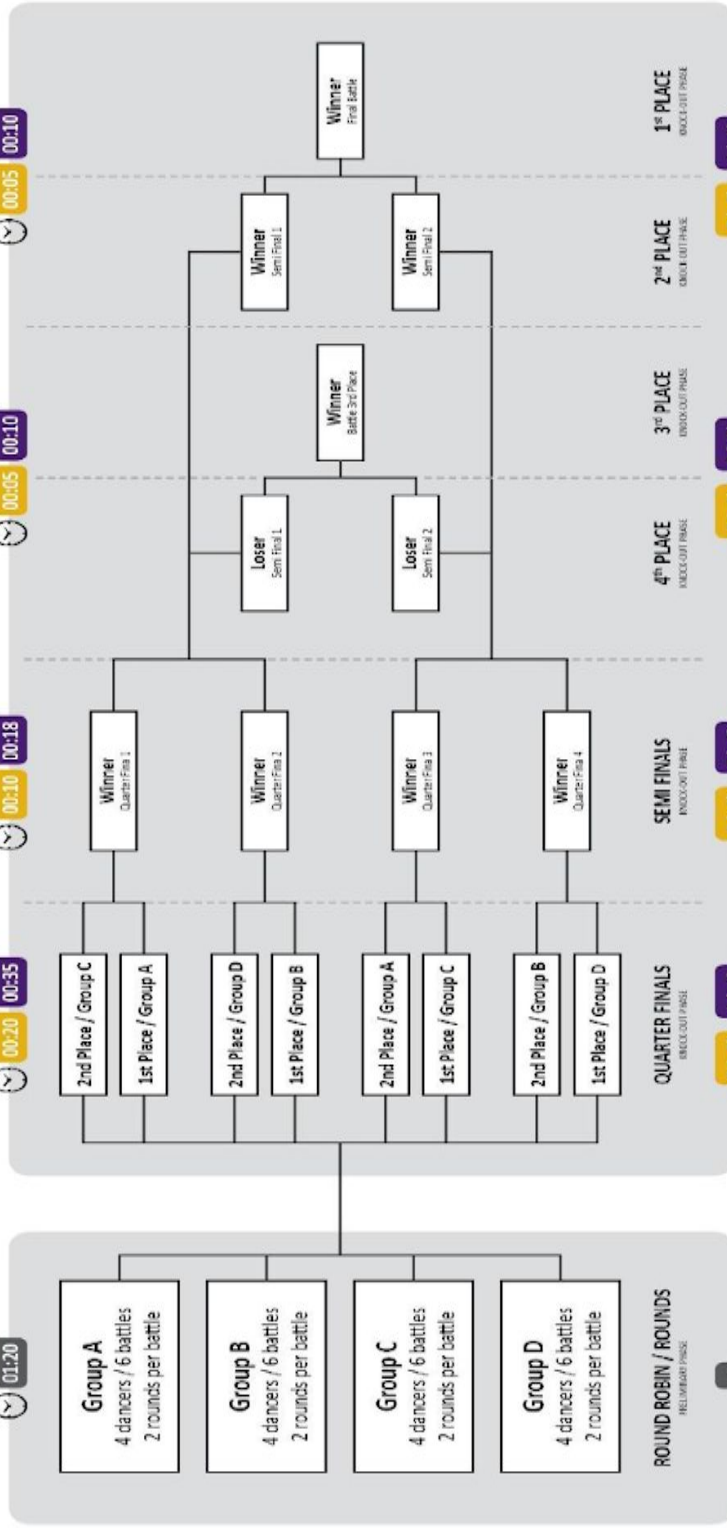 01:20
00:20 00:35
00:10 00:18
00:05 00:10
00:05 00:10
Group A
4 dancers / 6 battles
2 rounds per battle
Group B
4 dancers / 6 battles
2 rounds per battle
Group C
4 dancers / 6 battles
2 rounds per battle
Group D
4 dancers / 6 battles
2 rounds per battle
ROUND ROBIN / ROUNDS
PRELIMINARY PHASE
2nd Place / Group C
1st Place / Group A
2nd Place / Group D
1st Place / Group B
2nd Place / Group A
1st Place / Group C
2nd Place / Group B
1st Place / Group D
QUARTER FINALS
KNOCK-OUT PHASE
Winner
Quarter Final 1
Winner
Quarter Final 2
Winner
Quarter Final 3
Winner
Quarter Final 4
SEMI FINALS
KNOCK-OUT PHASE
Loser
Semi Final 1
Loser
Semi Final 2
4th PLACE
KNOCK-OUT PHASE
Winner
Battle 3rd Place
3rd PLACE
KNOCK-OUT PHASE
Winner
Semi Final 1
Winner
Semi Final 2
2nd PLACE
KNOCK-OUT PHASE
Winner
Final Battle
1st PLACE
KNOCK-OUT PHASE